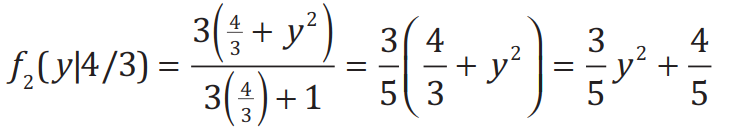 f₂(y|4/3) = 3(4/3 + y²) / (3(4/3) + 1) = 3/5 (4/3 + y²) = 3/5 y² + 4/5